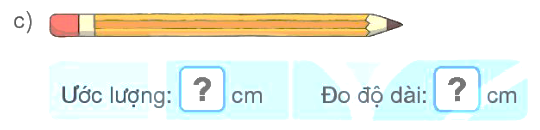 c)
Ước lượng: ? cm Đo độ dài: ? cm